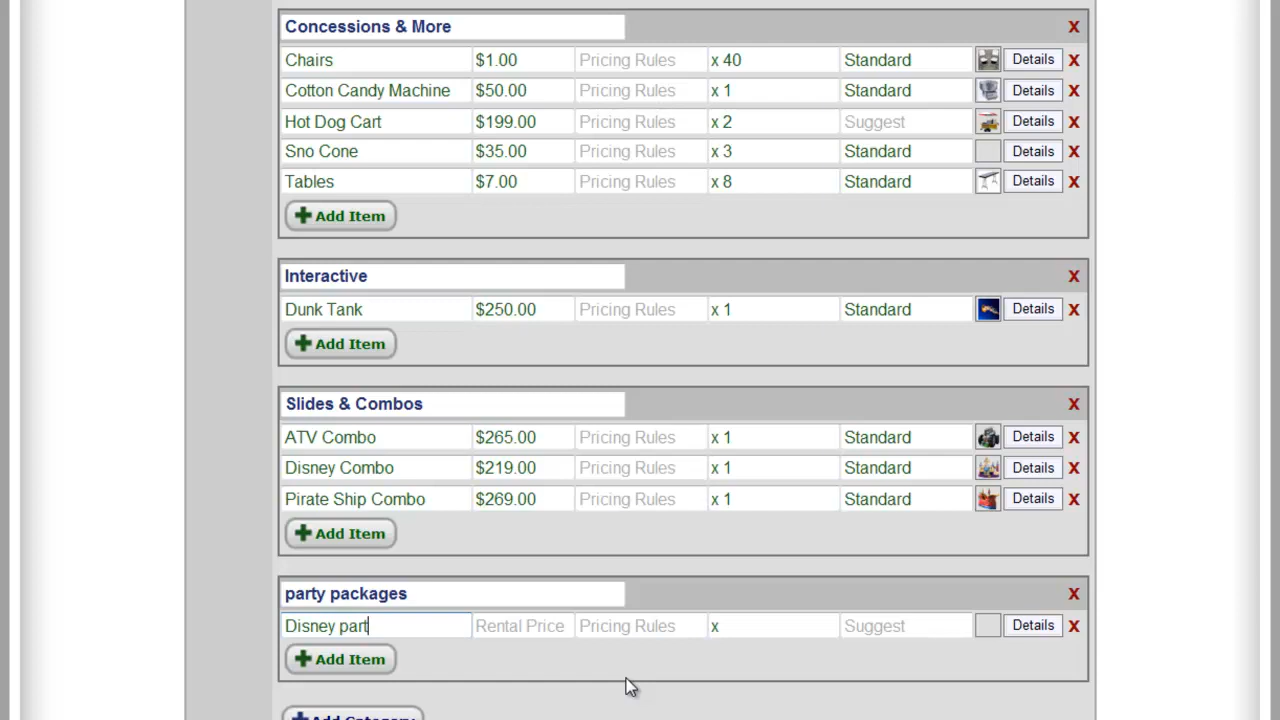 Concessions & More X
Chairs $1.00 Pricing Rules x 40 Standard Details X
Cotton Candy Machine $50.00 Pricing Rules x 1 Standard Details X
Hot Dog Cart $199.00 Pricing Rules x 2 Suggest Details X
Sno Cone $35.00 Pricing Rules x 3 Standard Details X
Tables $7.00 Pricing Rules x 8 Standard Details X
Add Item
Interactive X
Dunk Tank $250.00 Pricing Rules x 1 Standard Details X
Add Item
Slides & Combos X
ATV Combo $265.00 Pricing Rules x 1 Standard Details X
Disney Combo $219.00 Pricing Rules x 1 Standard Details X
Pirate Ship Combo $269.00 Pricing Rules x 1 Standard Details X
Add Item
party packages X
Disney part Rental Price Pricing Rules x Suggest Details X
Add Item
Add Category